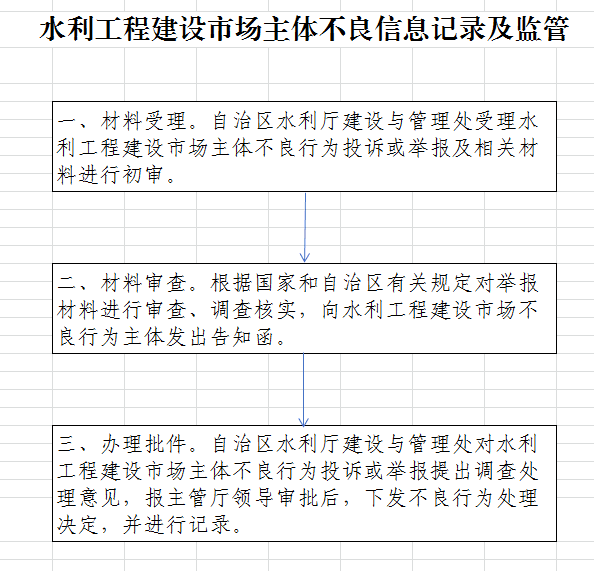 水利工程建设市场主体不良信息记录及监管
一、材料受理。自治区水利厅建设与管理处受理水
利工程建设市场主体不良行为投诉或举报及相关材
料进行初审。
二、材料审查。根据国家和自治区有关规定对举报
材料进行审查、调查核实，向水利工程建设市场不
良行为主体发出告知函。
三、办理批件。自治区水利厅建设与管理处对水利
工程建设市场主体不良行为投诉或举报提出调查处
理意见，报主管厅领导审批后，下发不良行为处理
决定，并进行记录。